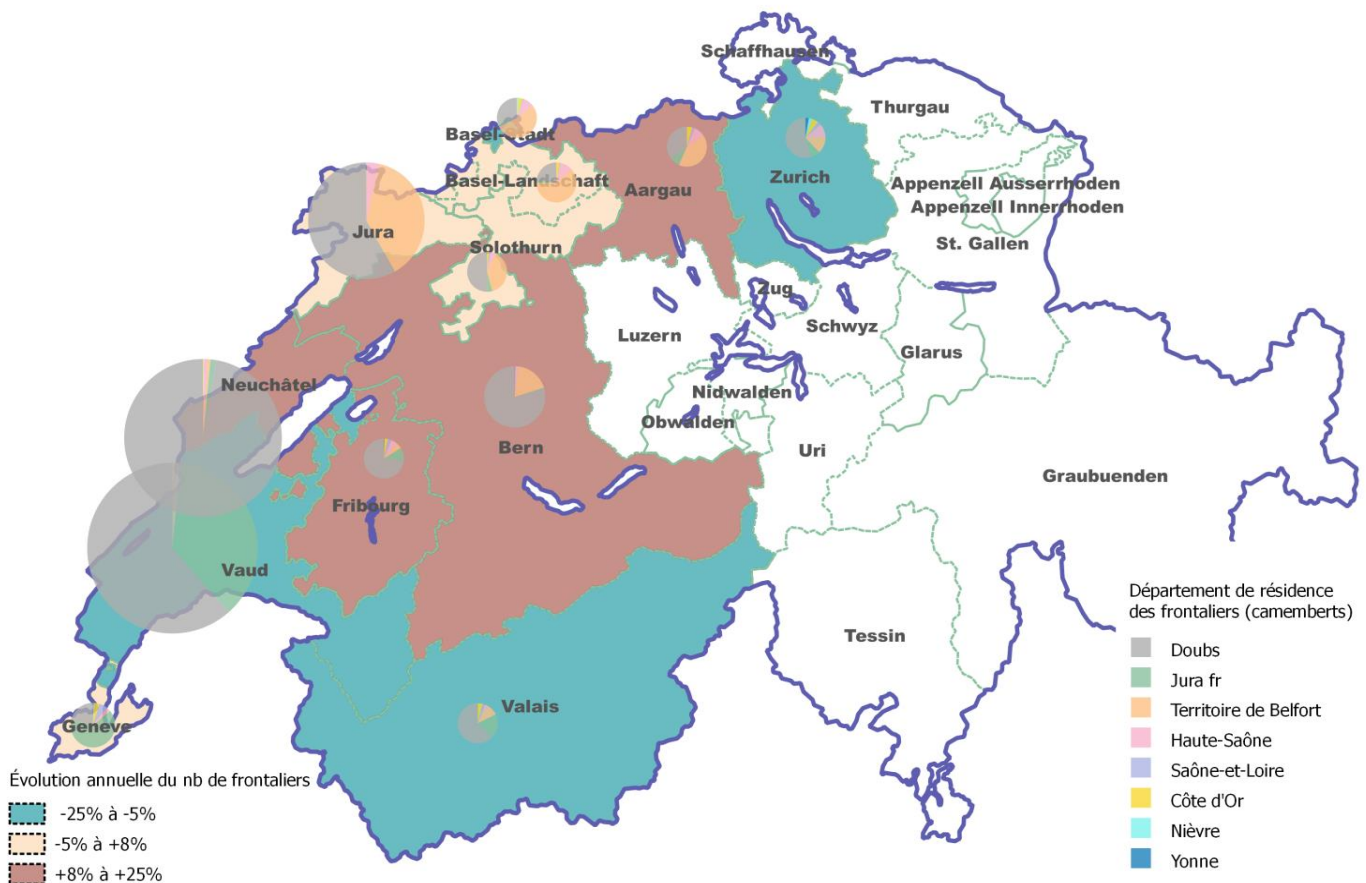 Schaffhausen
Thurgau
Basel-Stadt
Zurich
Appenzell Ausserrhoden
Basel-Landschaft
Aargau
Appenzell Innerrhoden
Jura
Solothurn
St. Gallen
Zug
Schwyz
Luzern
Glarus
Neuchâtel
Nidwalden
Obwalden
Bern
Uri
Graubuenden
Fribourg
Vaud
Tessin
Valais
Genève
Évolution annuelle du nb de frontaliers
-25% à -5%
-5% à +8%
+8% à +25%
Département de résidence
des frontaliers (camemberts)
Doubs
Jura fr
Territoire de Belfort
Haute-Saône
Saône-et-Loire
Côte d'Or
Nièvre
Yonne